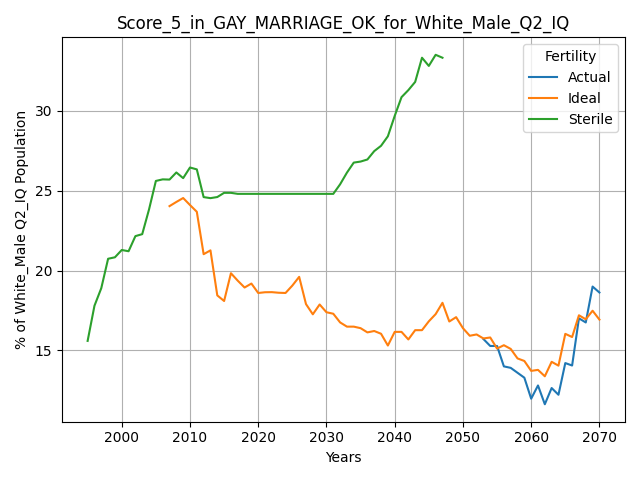 Score_5_in_GAY_MARRIAGE_OK_for_White_Male_Q2_IQ
Fertility
Actual
Ideal
Sterile
% of White_Male Q2_IQ Population
30
25
20
15
2000 2010 2020 2030 2040 2050 2060 2070
Years